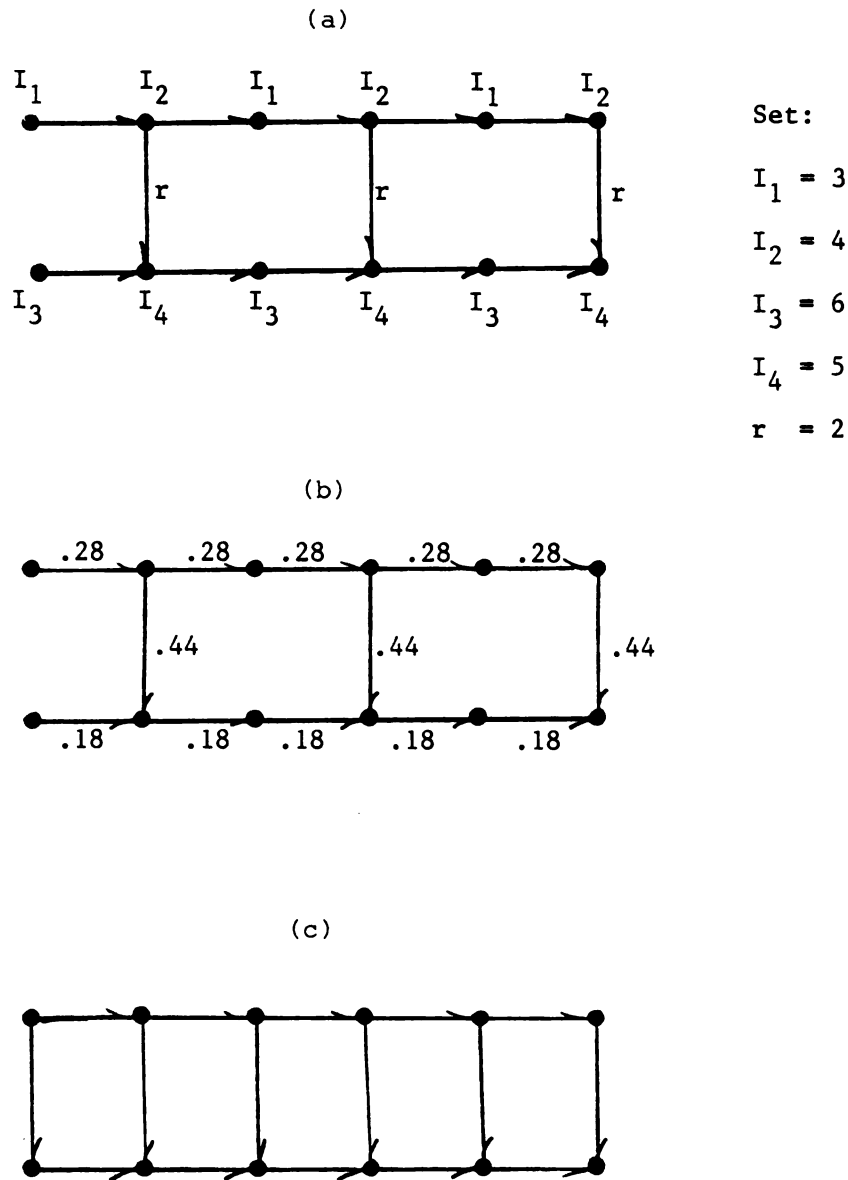 (a)
I₁ I₂ I₁ I₂ I₁ I₂
r r r
I₃ I₄ I₃ I₄ I₃ I₄
Set:
I₁ = 3
I₂ = 4
I₃ = 6
I₄ = 5
r = 2
(b)
.28 .28 .28 .28 .28
.44 .44 .44
.18 .18 .18 .18 .18
(c)